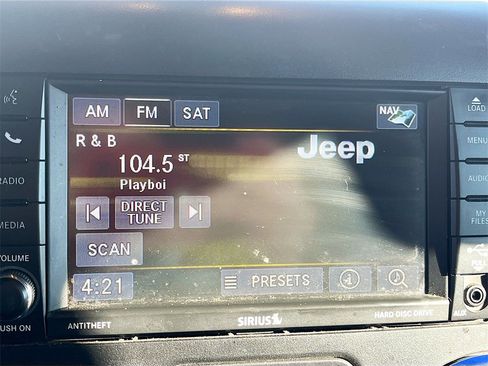 AM FM SAT NAV
LOAD
R & B
Jeep
MENU
104.5 ST
Playboi
RADIO
AUDIO
DIRECT
TUNE
MY
FILES
MEDIA
SCAN
VOLUME
4:21 PRESETS
PUSH ON
ANTITHEFT SIRIUS HARD DISC DRIVE AUX